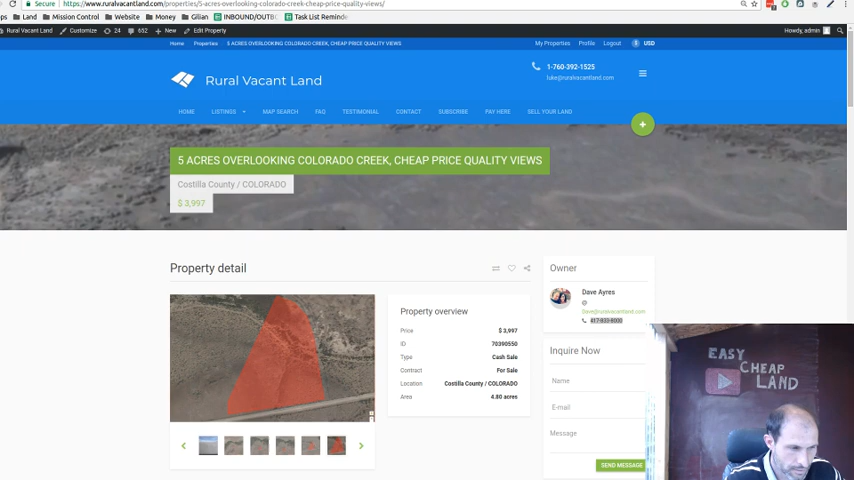 Secure https://www.ruralvacantland.com/properties/5-acres-overlooking-colorado-creek-cheap-price-quality-views/
Land Mission Control Website Money Gilian INBOUND/OUTBO Task List Reminde
Rural Vacant Land Customize 24 652 New Edit Property Howdy, admin
Home Properties 5 ACRES OVERLOOKING COLORADO CREEK, CHEAP PRICE QUALITY VIEWS My Properties Profile Logout $ USD
Rural Vacant Land
1-760-392-1525
luke@ruralvacantland.com
HOME LISTINGS MAP SEARCH FAQ TESTIMONIAL CONTACT SUBSCRIBE PAY HERE SELL YOUR LAND
5 ACRES OVERLOOKING COLORADO CREEK, CHEAP PRICE QUALITY VIEWS
Costilla County / COLORADO
$ 3,997
Property detail
Property overview
Price $ 3,997
ID 70390550
Type Cash Sale
Contract For Sale
Location Costilla County / COLORADO
Area 4.80 acres
Owner
Dave Ayres
@
Dave@ruralvacantland.com
417-833-8000
Inquire Now
Name
E-mail
Message
SEND MESSAGE
EASY
CHEAP
LAND